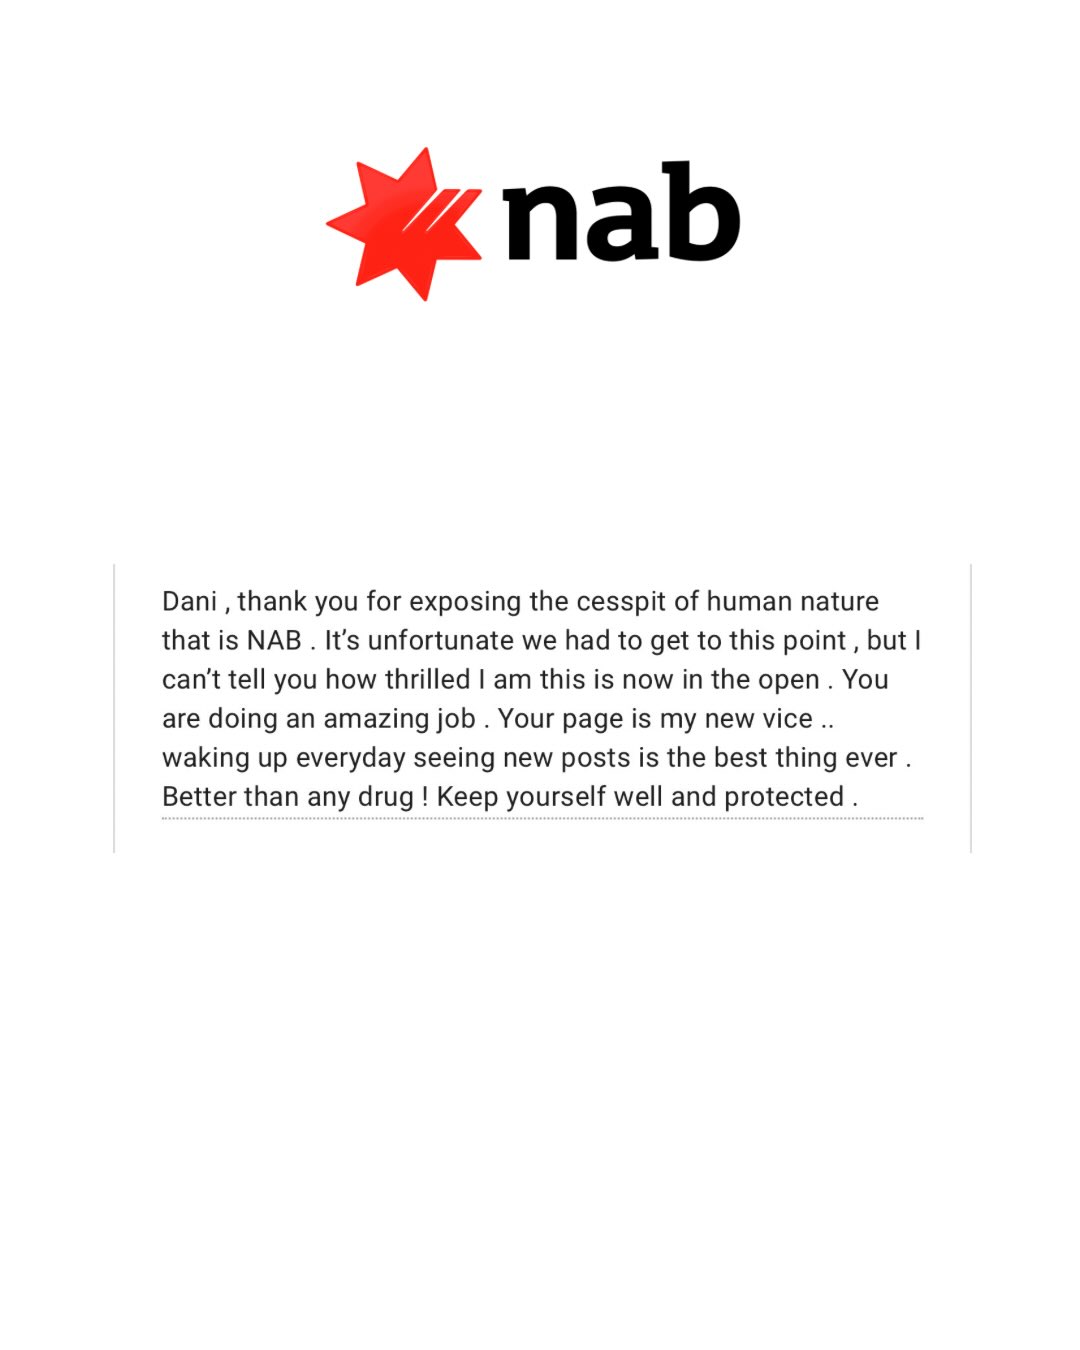 nab
Dani , thank you for exposing the cesspit of human nature
that is NAB . It’s unfortunate we had to get to this point , but I
can’t tell you how thrilled I am this is now in the open . You
are doing an amazing job . Your page is my new vice ..
waking up everyday seeing new posts is the best thing ever .
Better than any drug ! Keep yourself well and protected .